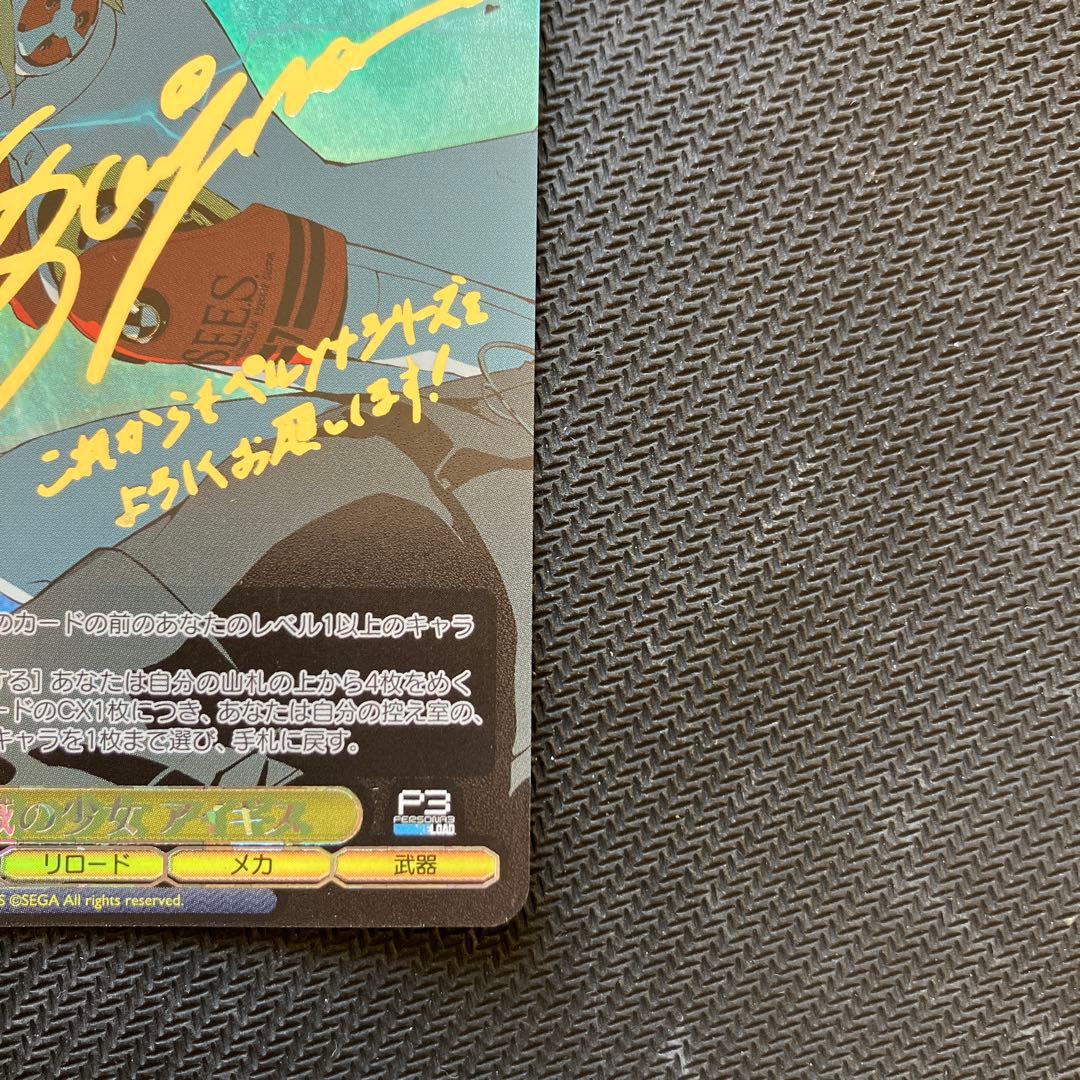 SEES
これからもペルソナシリーズを
よろしくお願いします!
のカードの前のあなたのレベル1以上のキャラ
する］あなたは自分の山札の上から4枚をめく
ードのCX1枚につき、あなたは自分の控え室の、
キャラを1枚まで選び、手札に戻す。
の少女 アイギス
P3
PERSONA3
RELOAD
リロード
メカ
武器
S ©SEGA All rights reserved.